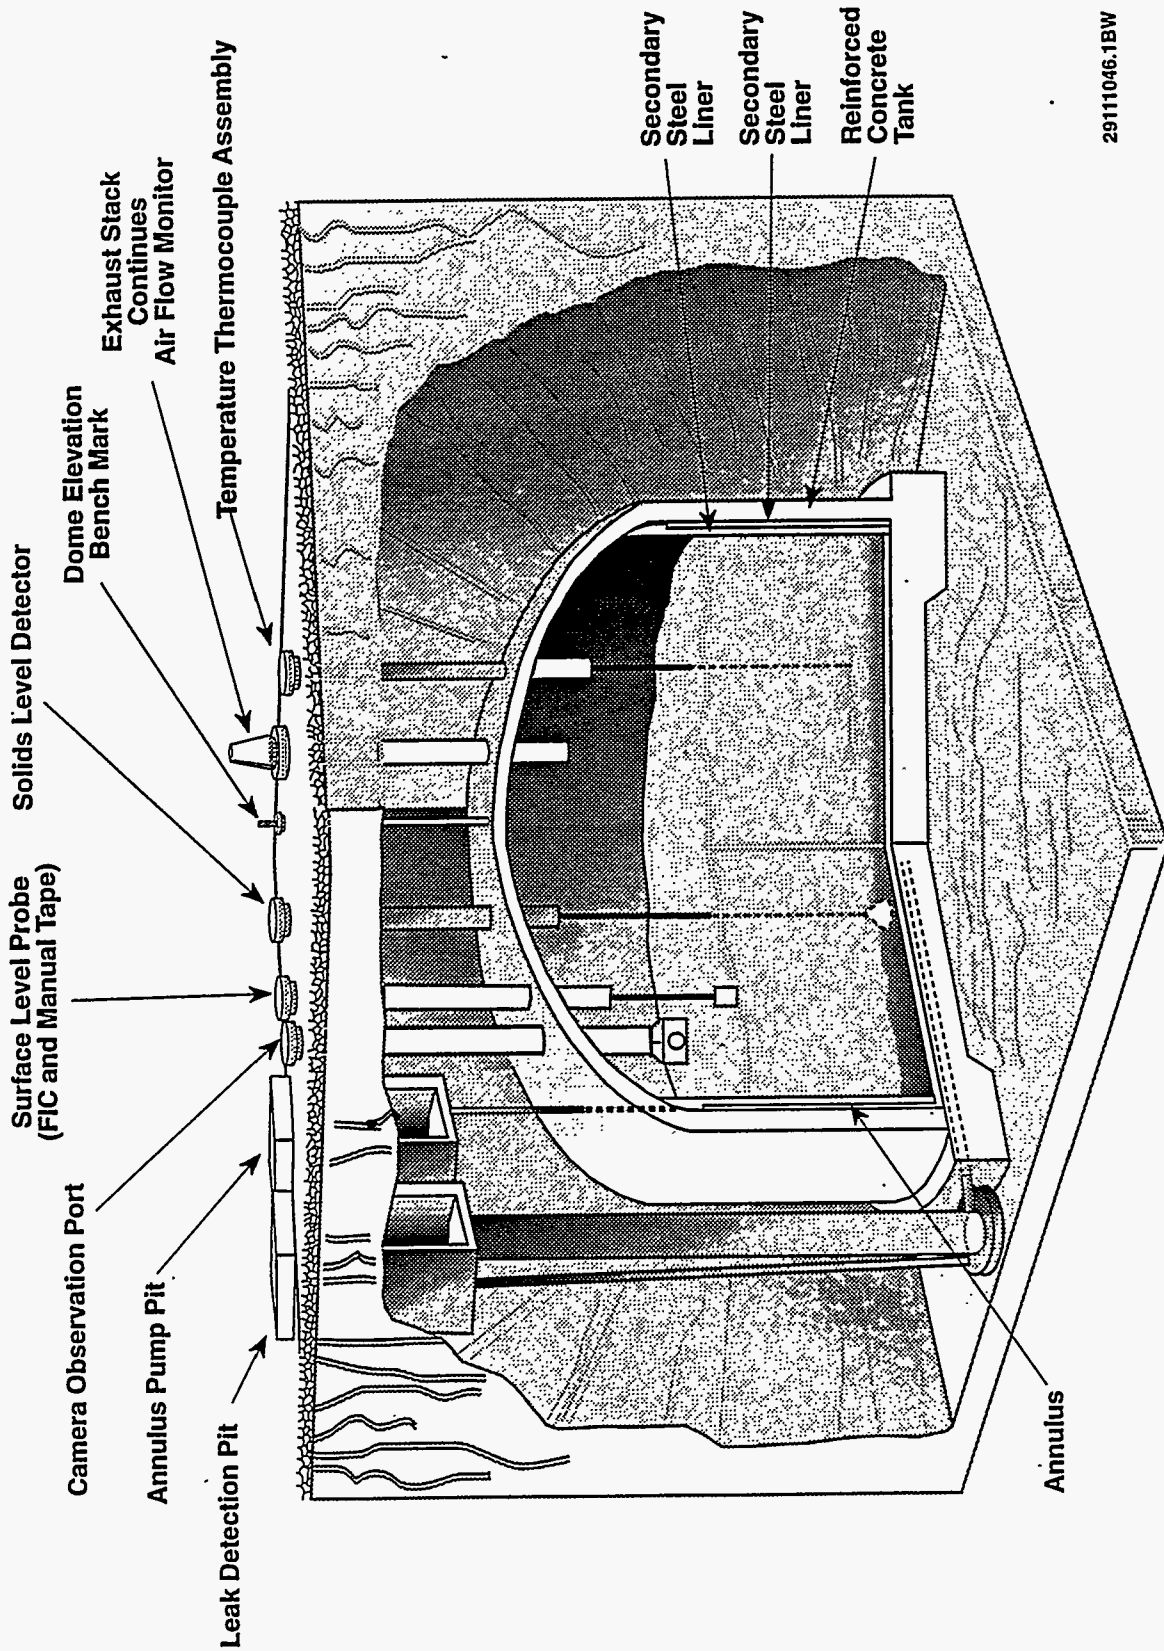 Leak Detection Pit
Annulus Pump Pit
Camera Observation Port
Surface Level Probe
(FIC and Manual Tape)
Solids Level Detector
Dome Elevation
Bench Mark
Exhaust Stack
Continues
Air Flow Monitor
Temperature Thermocouple Assembly
Secondary
Steel
Liner
Secondary
Steel
Liner
Reinforced
Concrete
Tank
Annulus
29111046.1BW